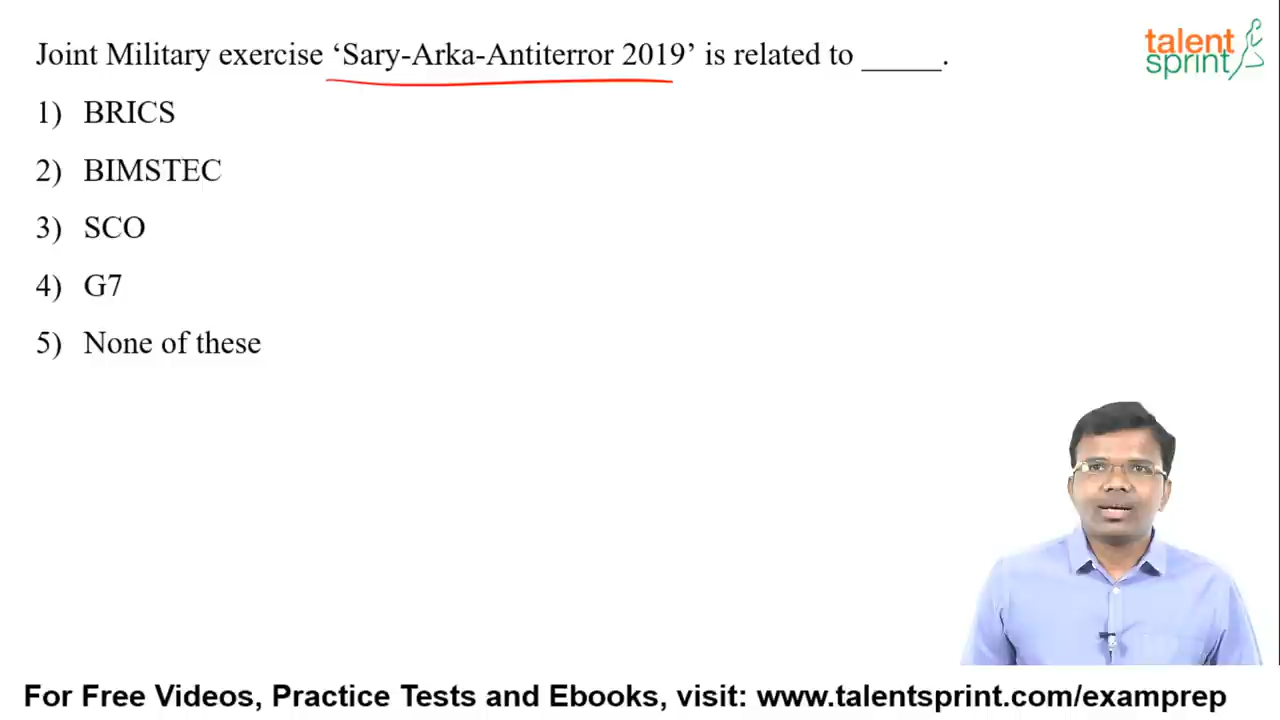 Joint Military exercise ‘Sary-Arka-Antiterror 2019’ is related to _____.
talent
sprint
1) BRICS
2) BIMSTEC
3) SCO
4) G7
5) None of these
For Free Videos, Practice Tests and Ebooks, visit: www.talentsprint.com/examprep